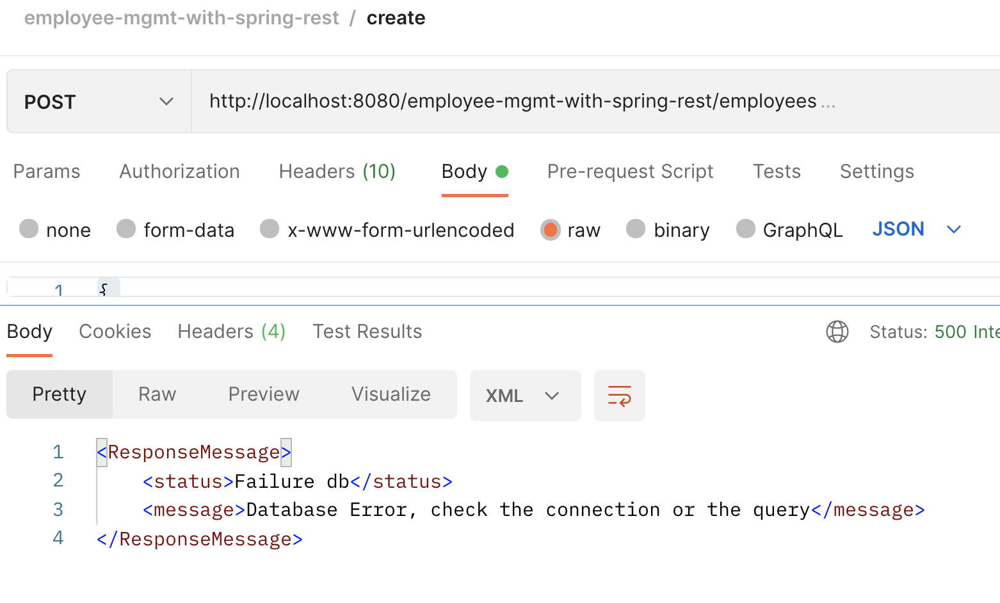 employee-mgmt-with-spring-rest / create
POST http://localhost:8080/employee-mgmt-with-spring-rest/employees ...
Params Authorization Headers (10) Body Pre-request Script Tests Settings
none form-data x-www-form-urlencoded raw binary GraphQL JSON
1 {
Body Cookies Headers (4) Test Results Status: 500 Inte
Pretty Raw Preview Visualize XML
1 <ResponseMessage>
2 <status>Failure db</status>
3 <message>Database Error, check the connection or the query</message>
4 </ResponseMessage>